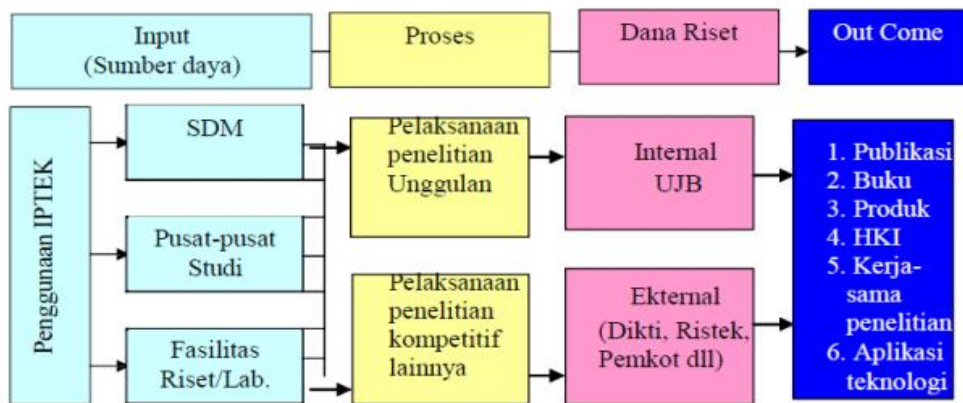 Input
(Sumber daya)
Proses
Dana Riset
Out Come
Penggunaan IPTEK
SDM
Pusat-pusat
Studi
Fasilitas
Riset/Lab.
Pelaksanaan
penelitian
Unggulan
Pelaksanaan
penelitian
kompetitif
lainnya
Internal
UJB
Ekternal
(Dikti, Ristek,
Pemkot dll)
1. Publikasi
2. Buku
3. Produk
4. HKI
5. Kerja-
sama
penelitian
6. Aplikasi
teknologi